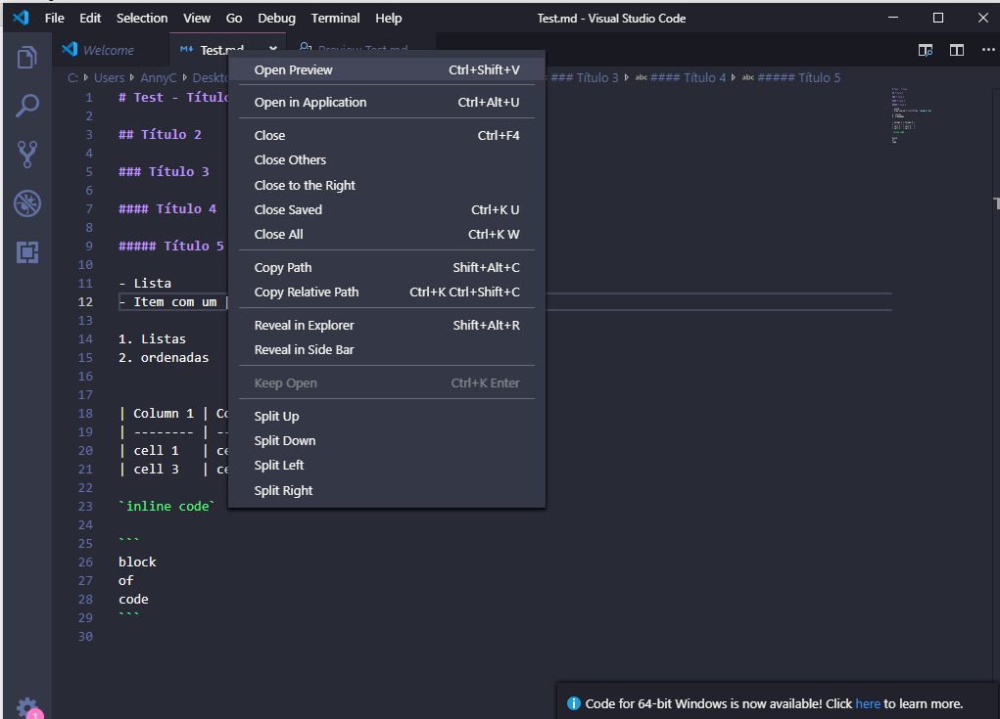 File Edit Selection View Go Debug Terminal Help Test.md - Visual Studio Code
Welcome Test.md Preview Test.md
C: Users AnnyC Deskto ### Título 3 abc #### Título 4 abc ##### Título 5
Open Preview Ctrl+Shift+V
Open in Application Ctrl+Alt+U
Close Ctrl+F4
Close Others
Close to the Right
Close Saved Ctrl+K U
Close All Ctrl+K W
Copy Path Shift+Alt+C
Copy Relative Path Ctrl+K Ctrl+Shift+C
Reveal in Explorer Shift+Alt+R
Reveal in Side Bar
Keep Open Ctrl+K Enter
Split Up
Split Down
Split Left
Split Right
1 # Test - Título
2
3 ## Título 2
4
5 ### Título 3
6
7 #### Título 4
8
9 ##### Título 5
10
11 - Lista
12 - Item com um
13
14 1. Listas
15 2. ordenadas
16
17
18 | Column 1 | Co
19 | -------- | --
20 | cell 1 | ce
21 | cell 3 | ce
22
23 `inline code`
24
25 ```
26 block
27 of
28 code
29 ```
30
1
Code for 64-bit Windows is now available! Click here to learn more.